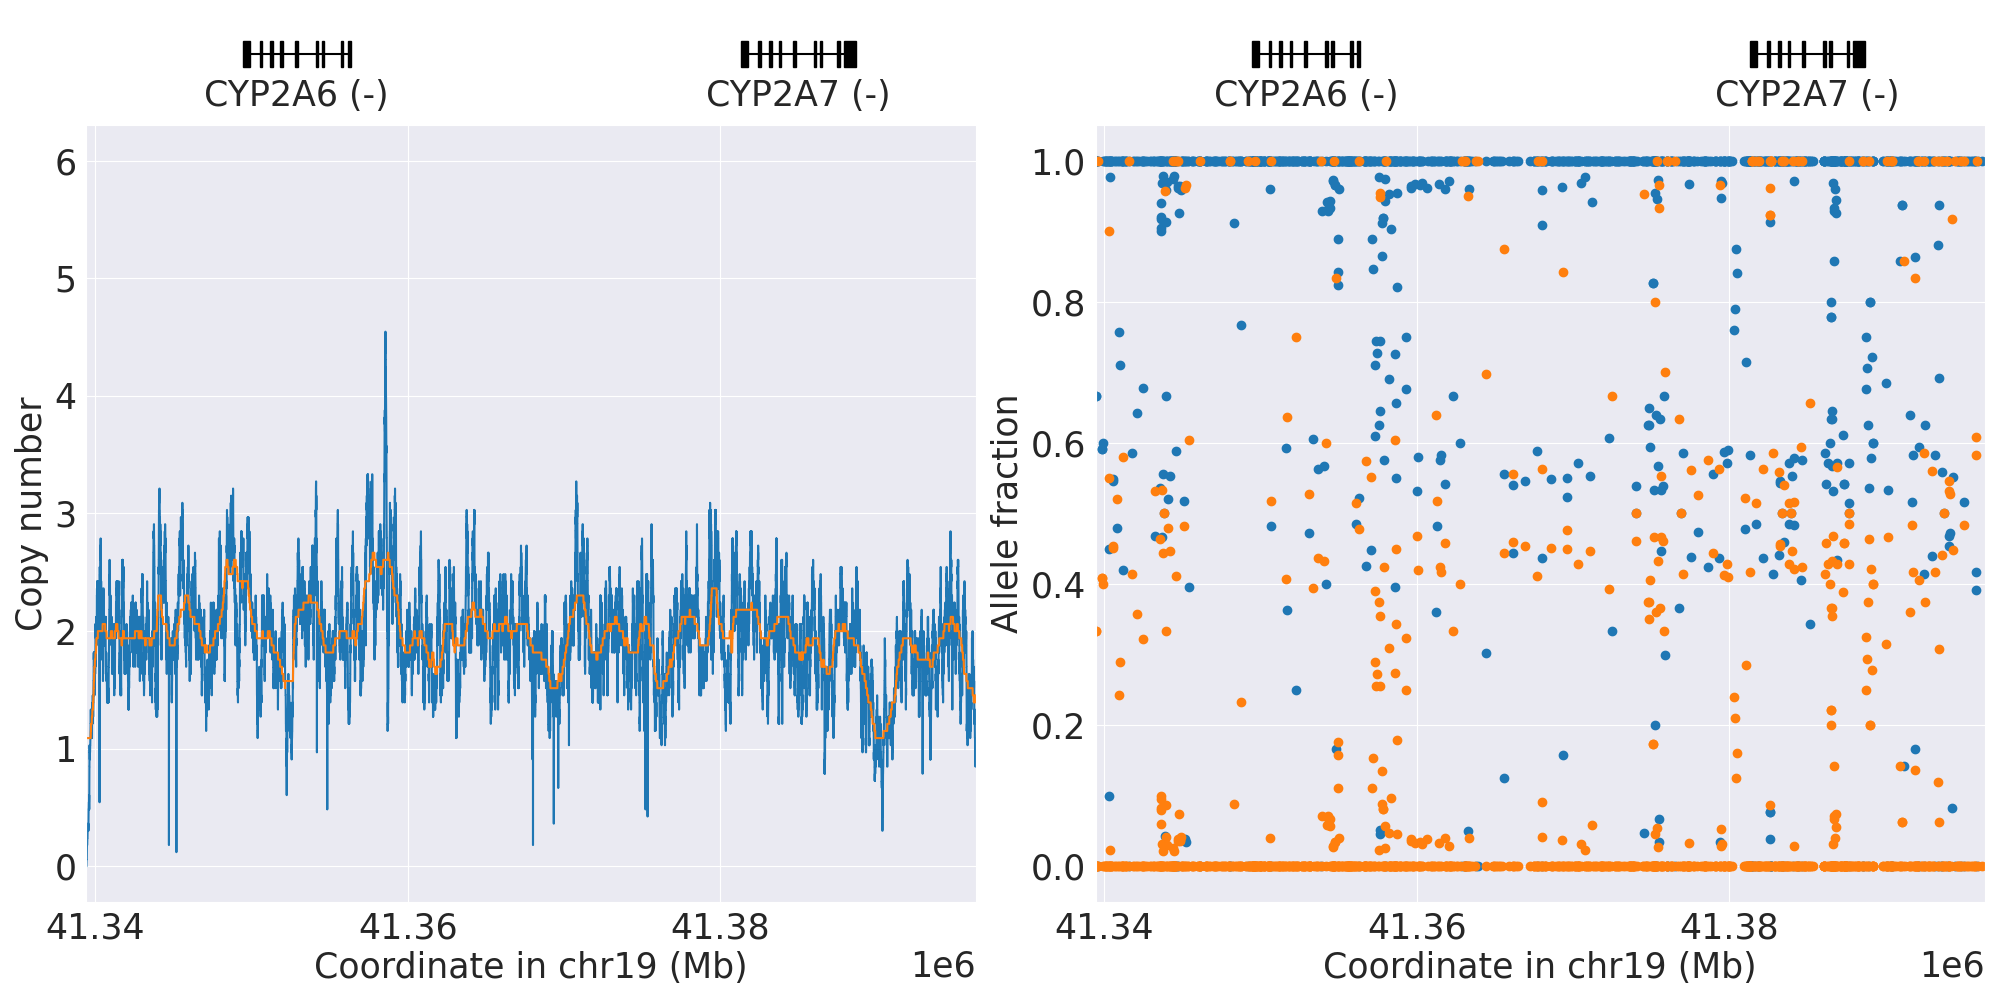 CYP2A6 (-)
CYP2A7 (-)
Copy number
6
5
4
3
2
1
0
41.34
41.36
41.38
Coordinate in chr19 (Mb)
1e6
CYP2A6 (-)
CYP2A7 (-)
Allele fraction
1.0
0.8
0.6
0.4
0.2
0.0
41.34
41.36
41.38
Coordinate in chr19 (Mb)
1e6